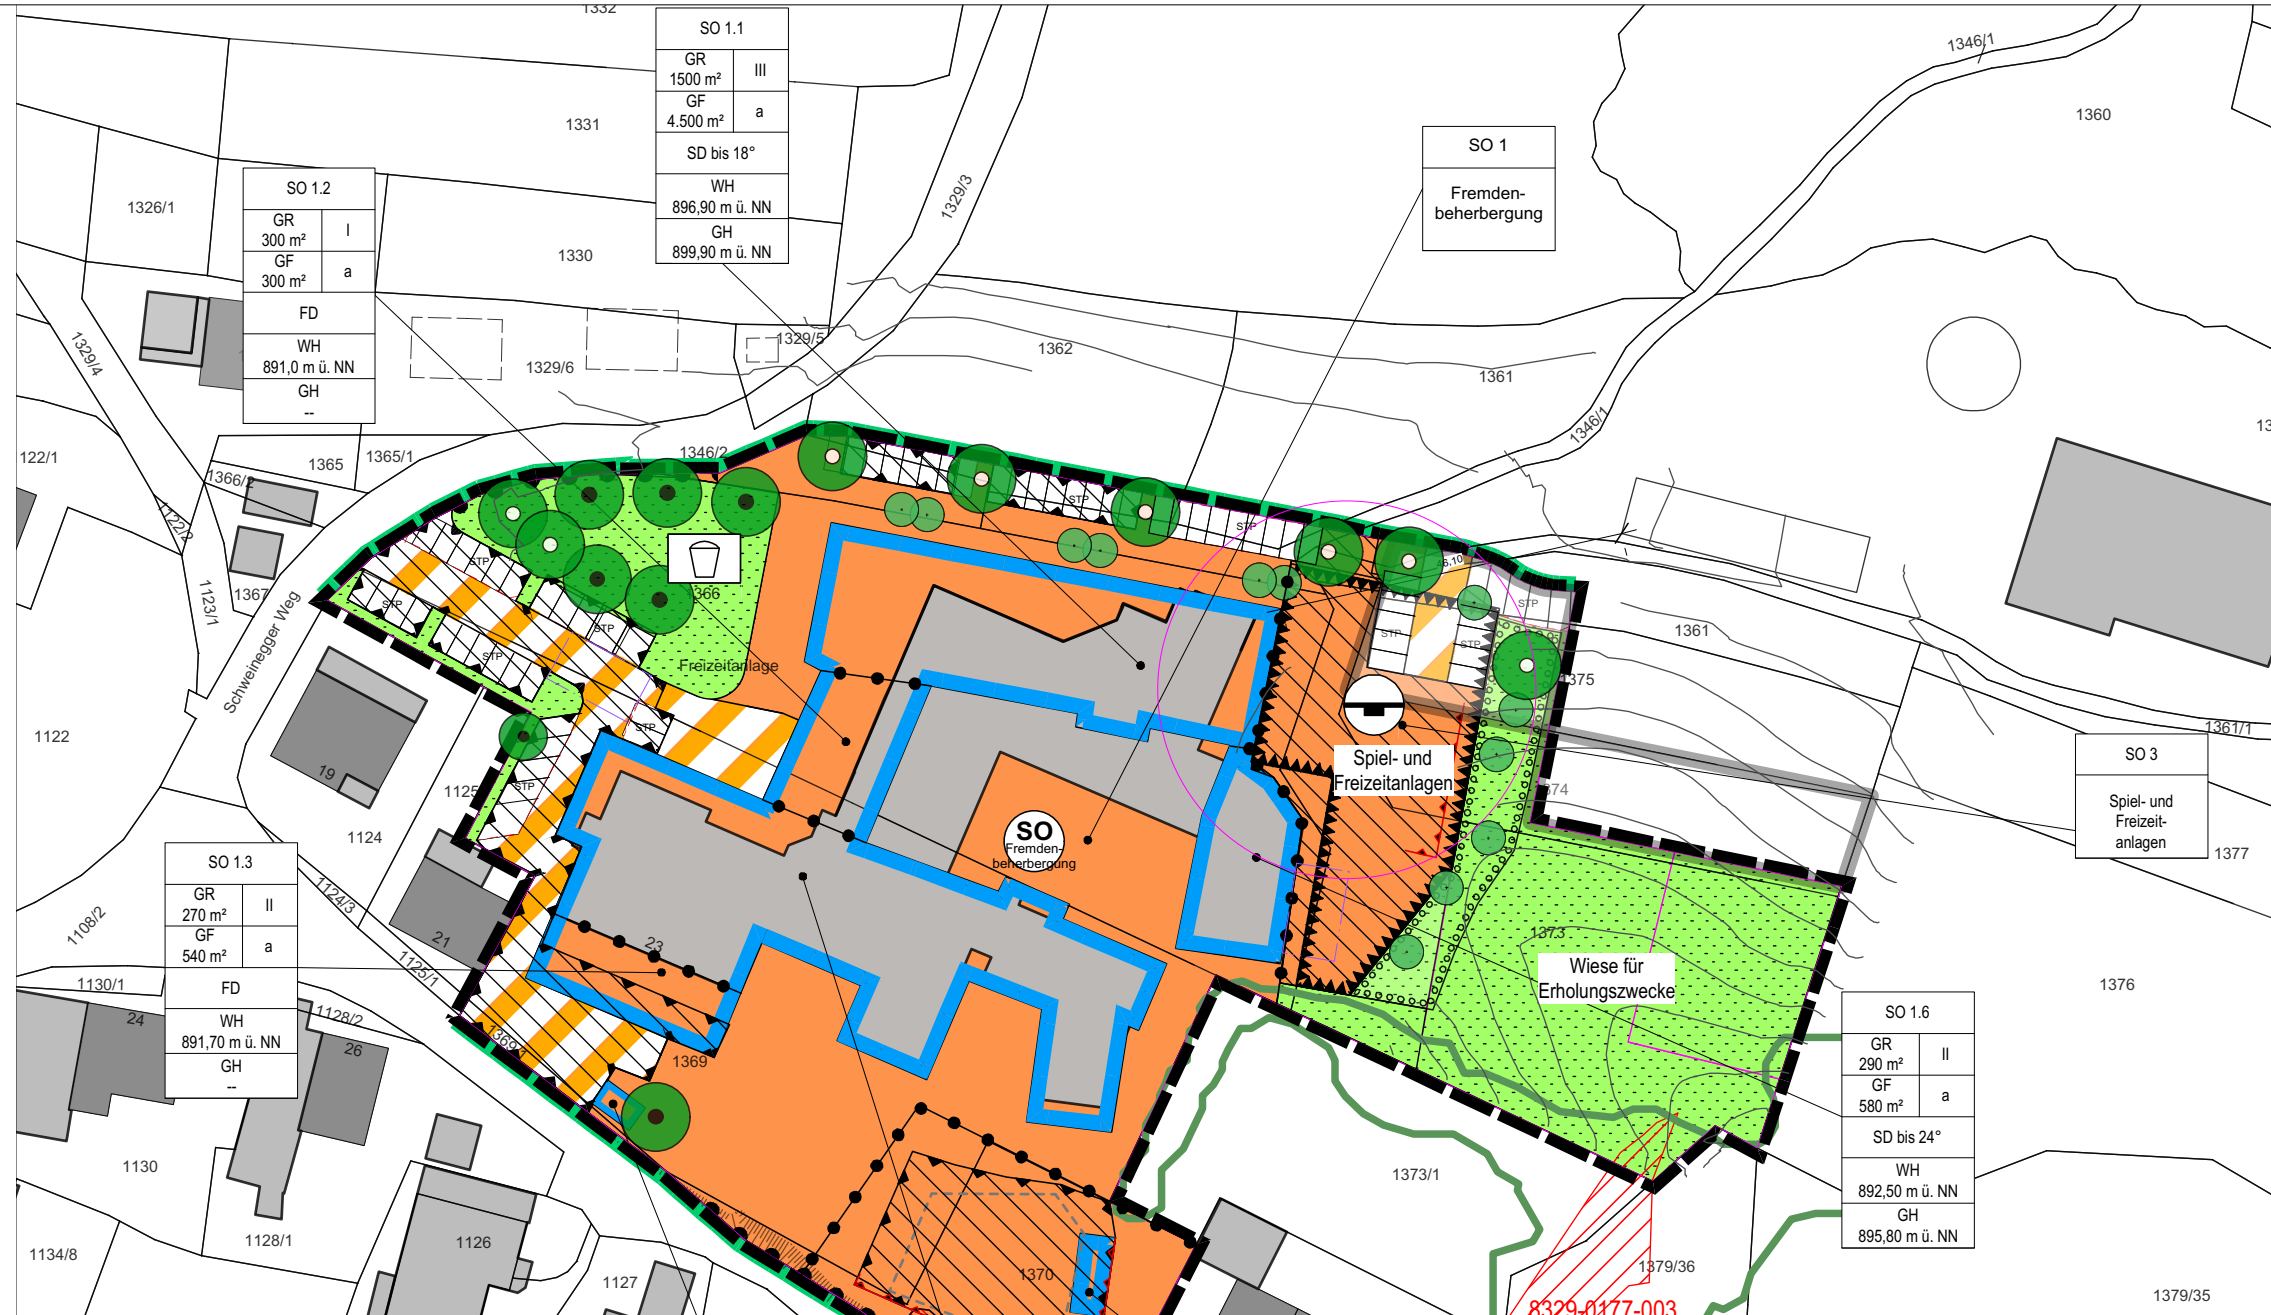 1332
SO 1.1
GR
1500 m²
III
GF
4.500 m²
a
SD bis 18°
WH
896,90 m ü. NN
GH
899,90 m ü. NN
1346/1
1360
1331
SO 1
Fremden-
beherbergung
SO 1.2
GR
300 m²
I
GF
300 m²
a
FD
WH
891,0 m ü. NN
GH
--
1326/1
1329/3
1330
1329/4
1329/5
1329/6
1362
1361
1346/1
122/1
1366/2
1365
1365/1
1346/2
1122/2
1123/1
1367
Schweinegger Weg
STP
STP
STP
STP
STP
STP
STP
STP
STP
STP
STP
46,10
1366
Freizeitanlage
1361
1375
1361/1
1122
19
1125
1124
Spiel- und
Freizeitanlagen
SO
Fremden-
beherbergung
SO 3
Spiel- und
Freizeit-
anlagen
1377
SO 1.3
GR
270 m²
II
GF
540 m²
a
FD
WH
891,70 m ü. NN
GH
--
1124/3
1108/2
21
23
1125/1
1130/1
24
1128/2
26
1369/1
1369
1373
Wiese für
Erholungszwecke
1376
SO 1.6
GR
290 m²
II
GF
580 m²
a
SD bis 24°
WH
892,50 m ü. NN
GH
895,80 m ü. NN
1130
1373/1
1134/8
1128/1
1126
1127
1370
1379/36
1379/35
8329-0177-003